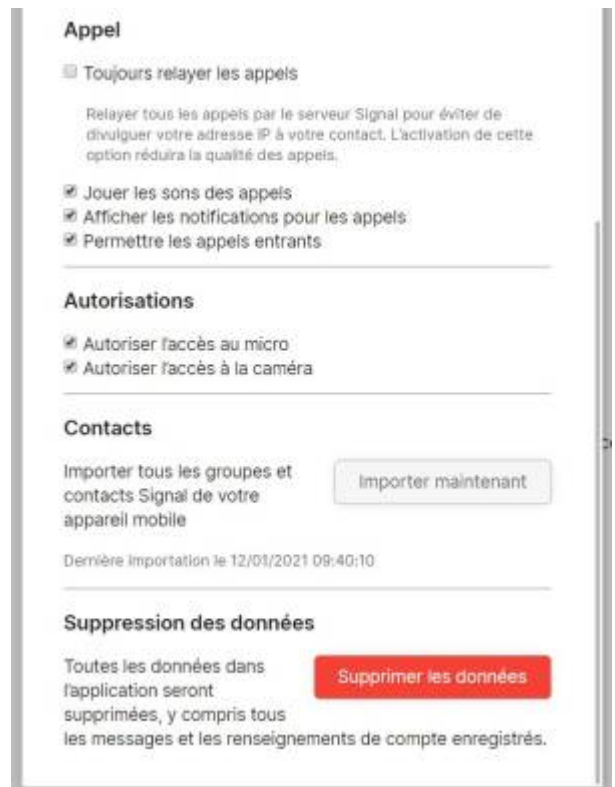 Appel
Toujours relayer les appels
Relayer tous les appels par le serveur Signal pour éviter de
divulguer votre adresse IP à votre contact. L'activation de cette
option réduira la qualité des appels.
Jouer les sons des appels
Afficher les notifications pour les appels
Permettre les appels entrants
Autorisations
Autoriser l'accès au micro
Autoriser l'accès à la caméra
Contacts
Importer tous les groupes et
contacts Signal de votre
appareil mobile
Importer maintenant
Dernière importation le 12/01/2021 09:40:10
Suppression des données
Toutes les données dans
l'application seront
supprimées, y compris tous
les messages et les renseignements de compte enregistrés.
Supprimer les données